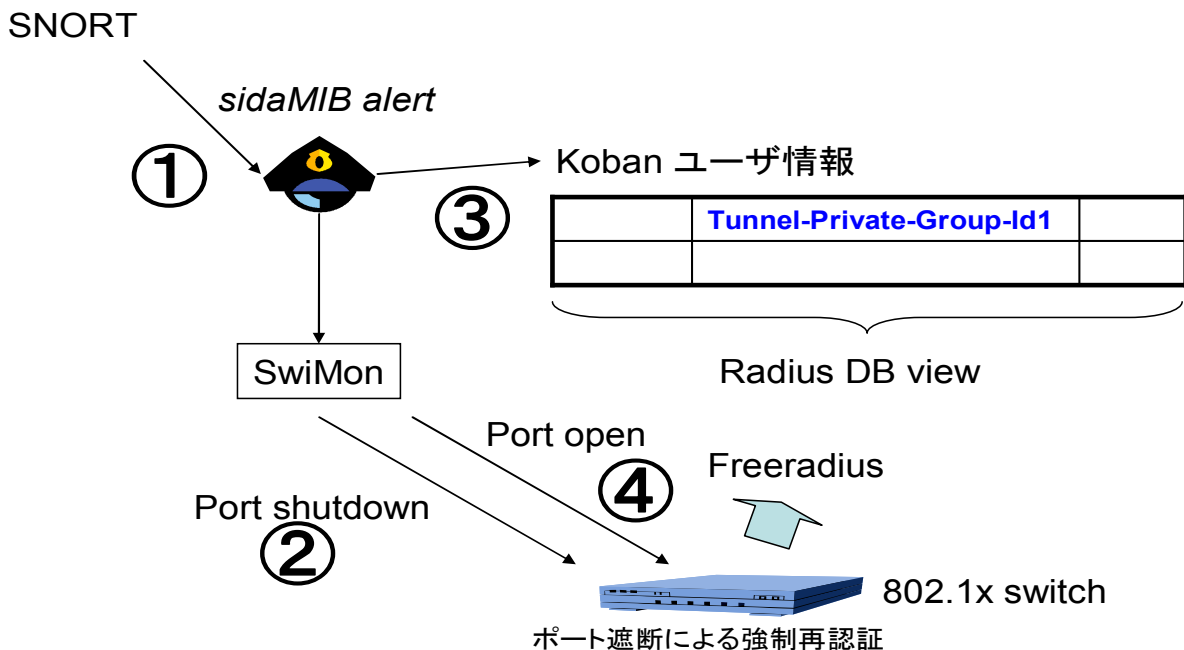 SNORT
sidaMIB alert
①
Koban ユーザ情報
③
Tunnel-Private-Group-Id1
SwiMon
Radius DB view
Port open
④
Freeradius
Port shutdown
②
802.1x switch
ポート遮断による強制再認証